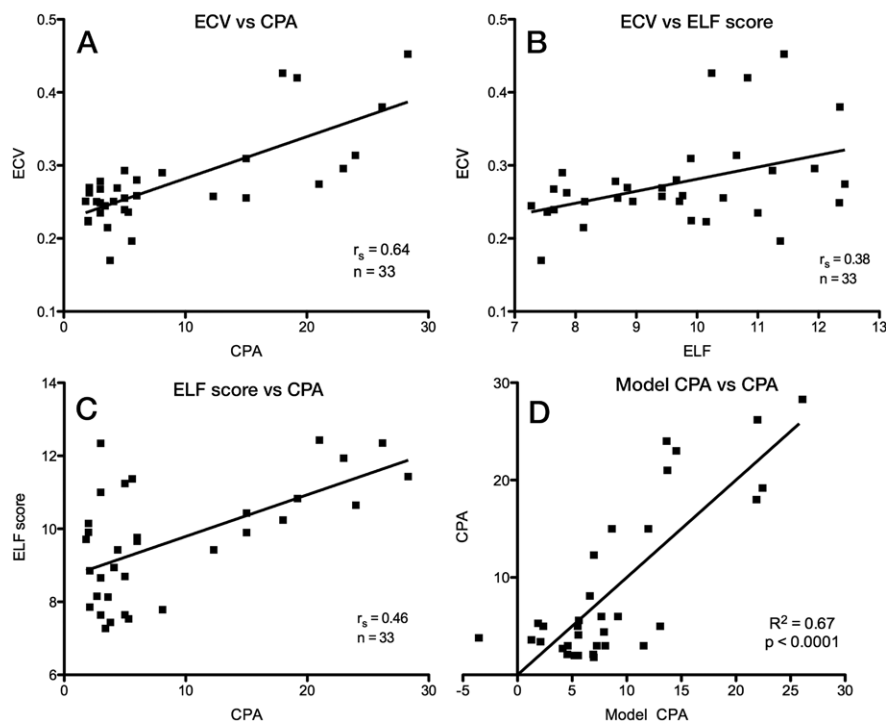 A
ECV vs CPA
0.5
0.4
0.3
0.2
0.1
ECV
0
10
20
30
CPA
r_s = 0.64
n = 33
B
ECV vs ELF score
0.5
0.4
0.3
0.2
0.1
ECV
7
8
9
10
11
12
13
ELF
r_s = 0.38
n = 33
C
ELF score vs CPA
14
12
10
8
6
ELF score
0
10
20
30
CPA
r_s = 0.46
n = 33
D
Model CPA vs CPA
30
20
10
CPA
-5
0
5
10
15
20
25
30
Model CPA
R² = 0.67
p < 0.0001